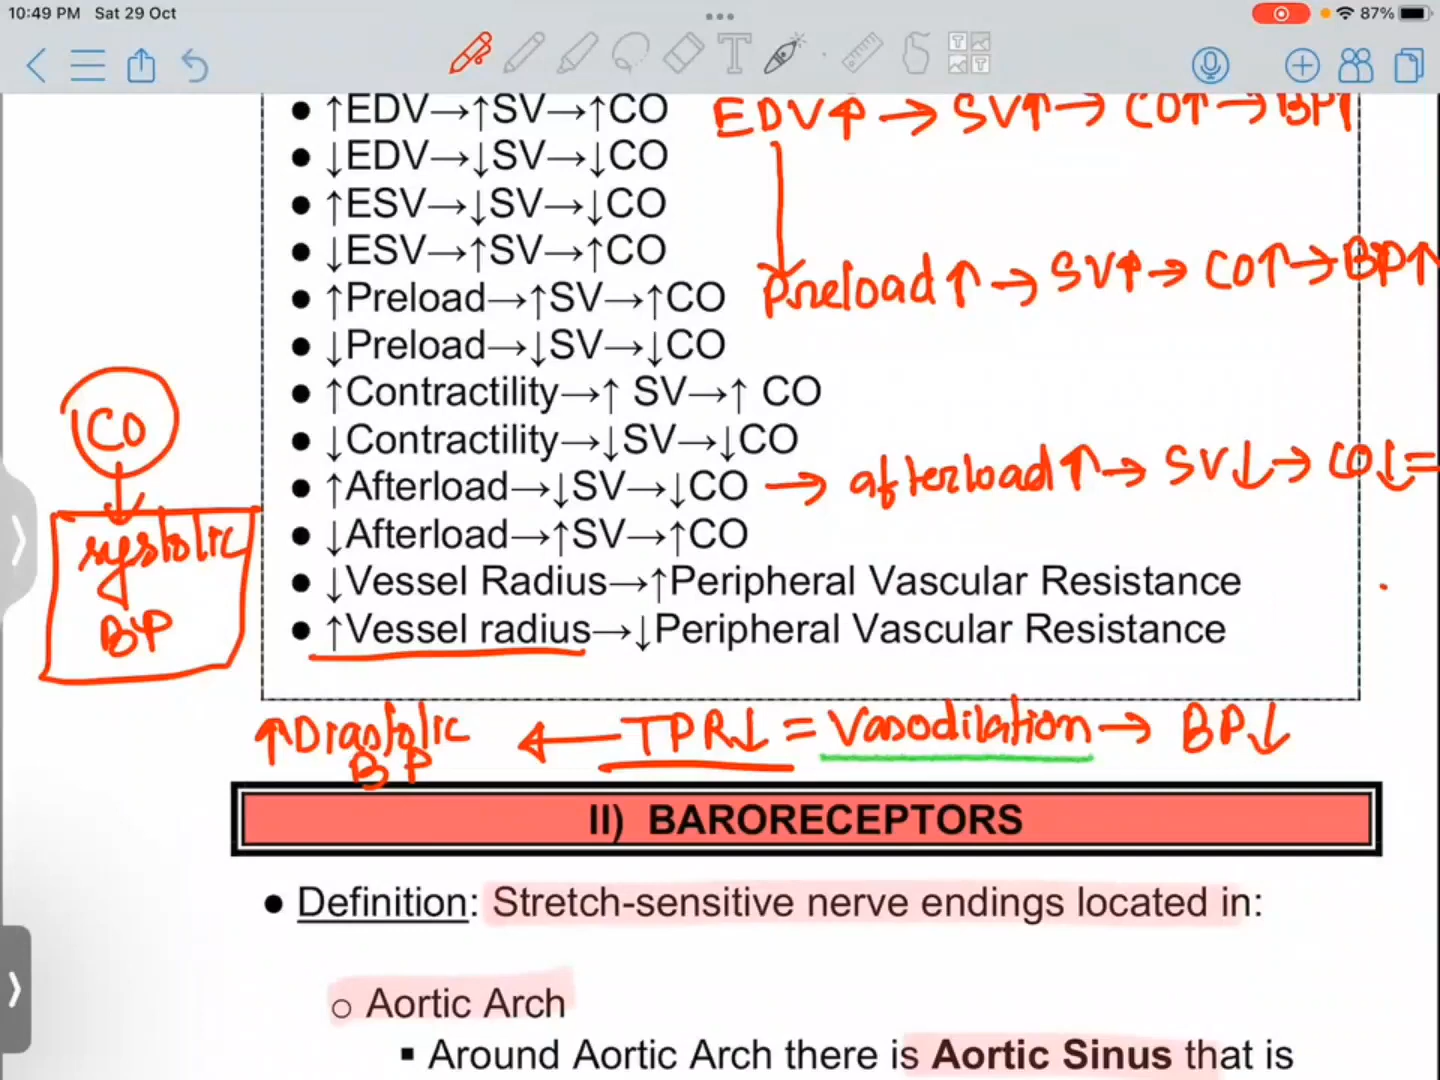 10:49 PM Sat 29 Oct
87%
↑EDV→↑SV→↑CO
EDV↑ → SV↑ → CO↑ → BP↑
↓EDV→↓SV→↓CO
↑ESV→↓SV→↓CO
↓ESV→↑SV→↑CO
↑Preload→↑SV→↑CO
Preload↑ → SV↑ → CO↑ → BP↑
↓Preload→↓SV→↓CO
↑Contractility→↑ SV→↑ CO
CO
↓Contractility→↓SV→↓CO
↑Afterload→↓SV→↓CO → afterload↑ → SV↓ → CO↓=
↓Afterload→↑SV→↑CO
systolic
BP
↓Vessel Radius→↑Peripheral Vascular Resistance
↑Vessel radius→↓Peripheral Vascular Resistance
↑Diastolic BP ← TPR↓ = Vasodilation → BP↓
II) BARORECEPTORS
Definition: Stretch-sensitive nerve endings located in:
Aortic Arch
Around Aortic Arch there is Aortic Sinus that is